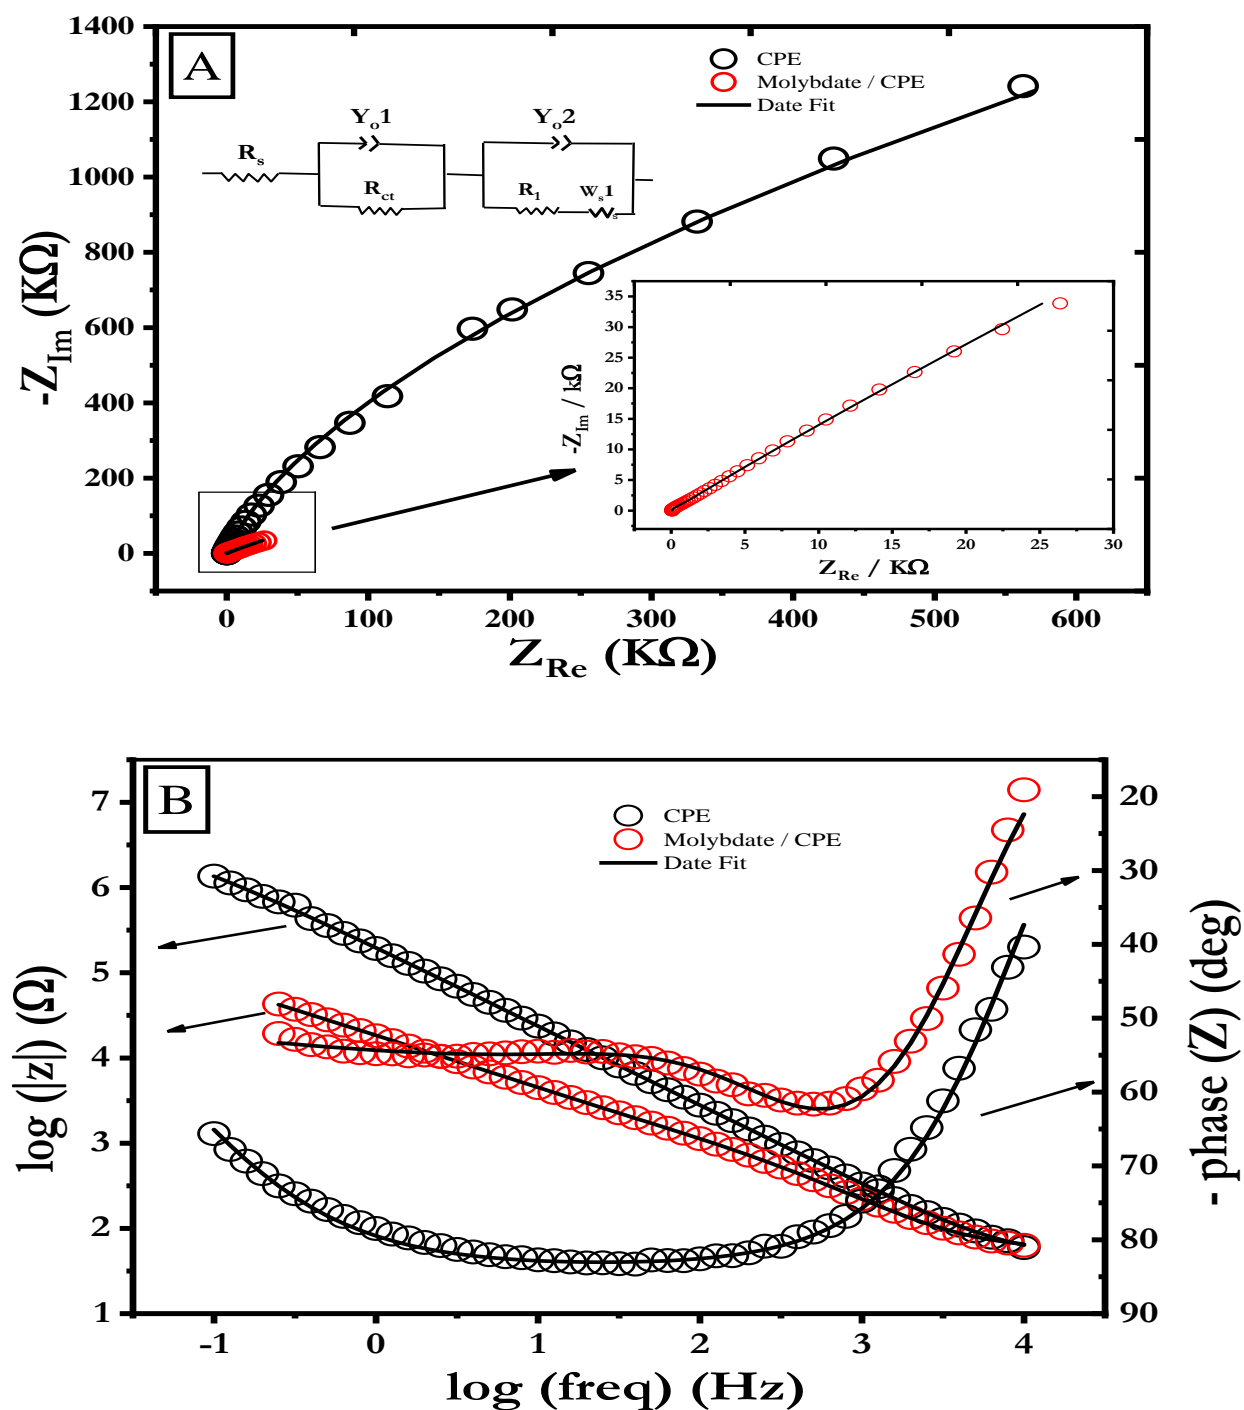 A
CPE
Molybdate / CPE
Date Fit
Yo1
Yo2
Rs
Rct
R1
Ws1
s
1400
1200
1000
800
600
400
200
0
-ZIm (KΩ)
0
100
200
300
400
500
600
ZRe (KΩ)
35
30
25
20
15
10
5
0
-ZIm / kΩ
0
5
10
15
20
25
30
ZRe / KΩ
B
CPE
Molybdate / CPE
Date Fit
7
6
5
4
3
2
1
log (|z|) (Ω)
20
30
40
50
60
70
80
90
- phase (Z) (deg)
-1
0
1
2
3
4
log (freq) (Hz)